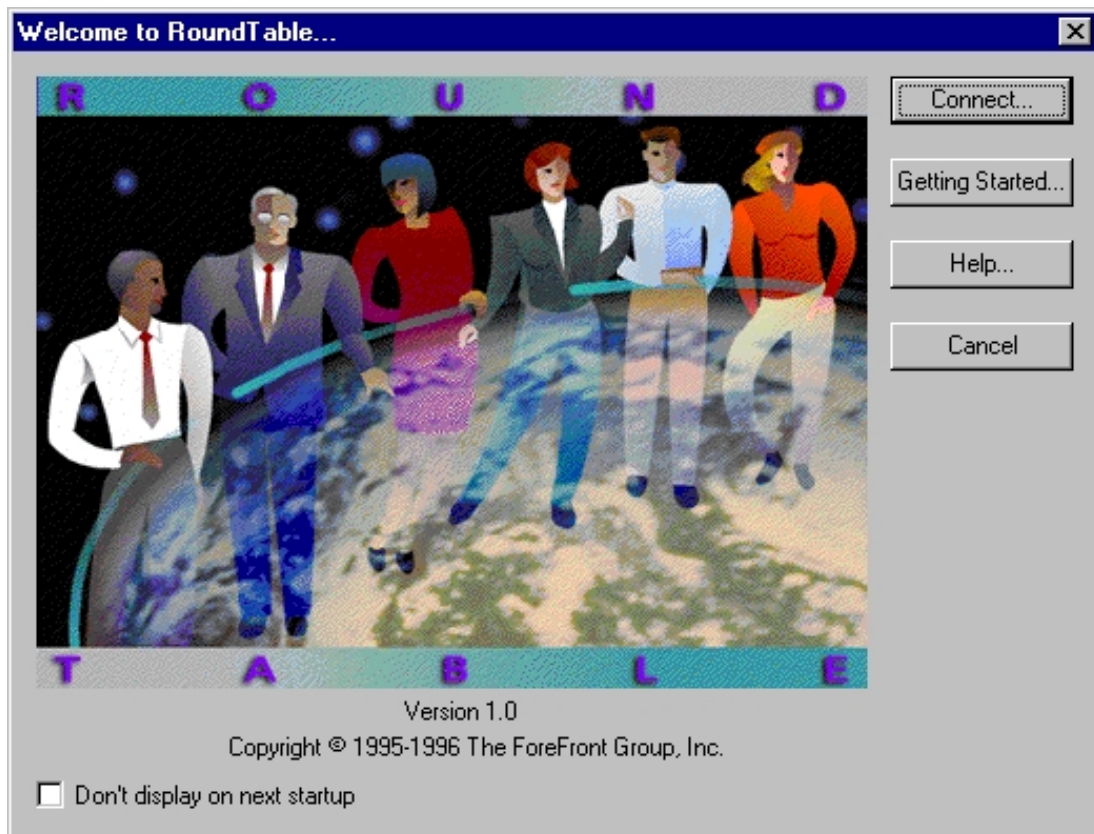 Welcome to RoundTable...
R O U N D
Connect...
Getting Started...
Help...
Cancel
T A B L E
Version 1.0
Copyright © 1995-1996 The ForeFront Group, Inc.
Don't display on next startup